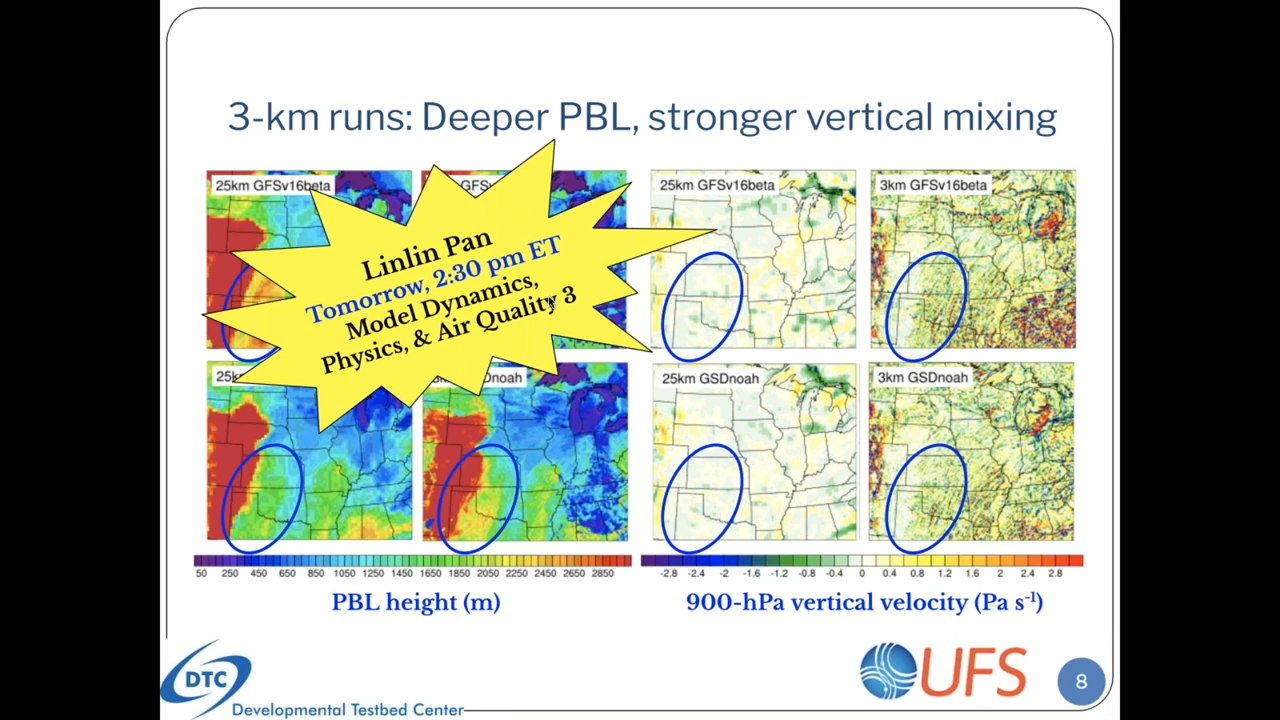 3-km runs: Deeper PBL, stronger vertical mixing
25km GFSv16beta
GFSv
25km GFSv16beta
3km GFSv16beta
Linlin Pan
Tomorrow, 2:30 pm ET
Model Dynamics,
Physics, & Air Quality 3
25k
Dnoah
25km GSDnoah
3km GSDnoah
50 250 450 650 850 1050 1250 1450 1650 1850 2050 2250 2450 2650 2850
-2.8 -2.4 -2 -1.6 -1.2 -0.8 -0.4 0 0.4 0.8 1.2 1.6 2 2.4 2.8
PBL height (m)
900-hPa vertical velocity (Pa s-1)
DTC
Developmental Testbed Center
UFS
8